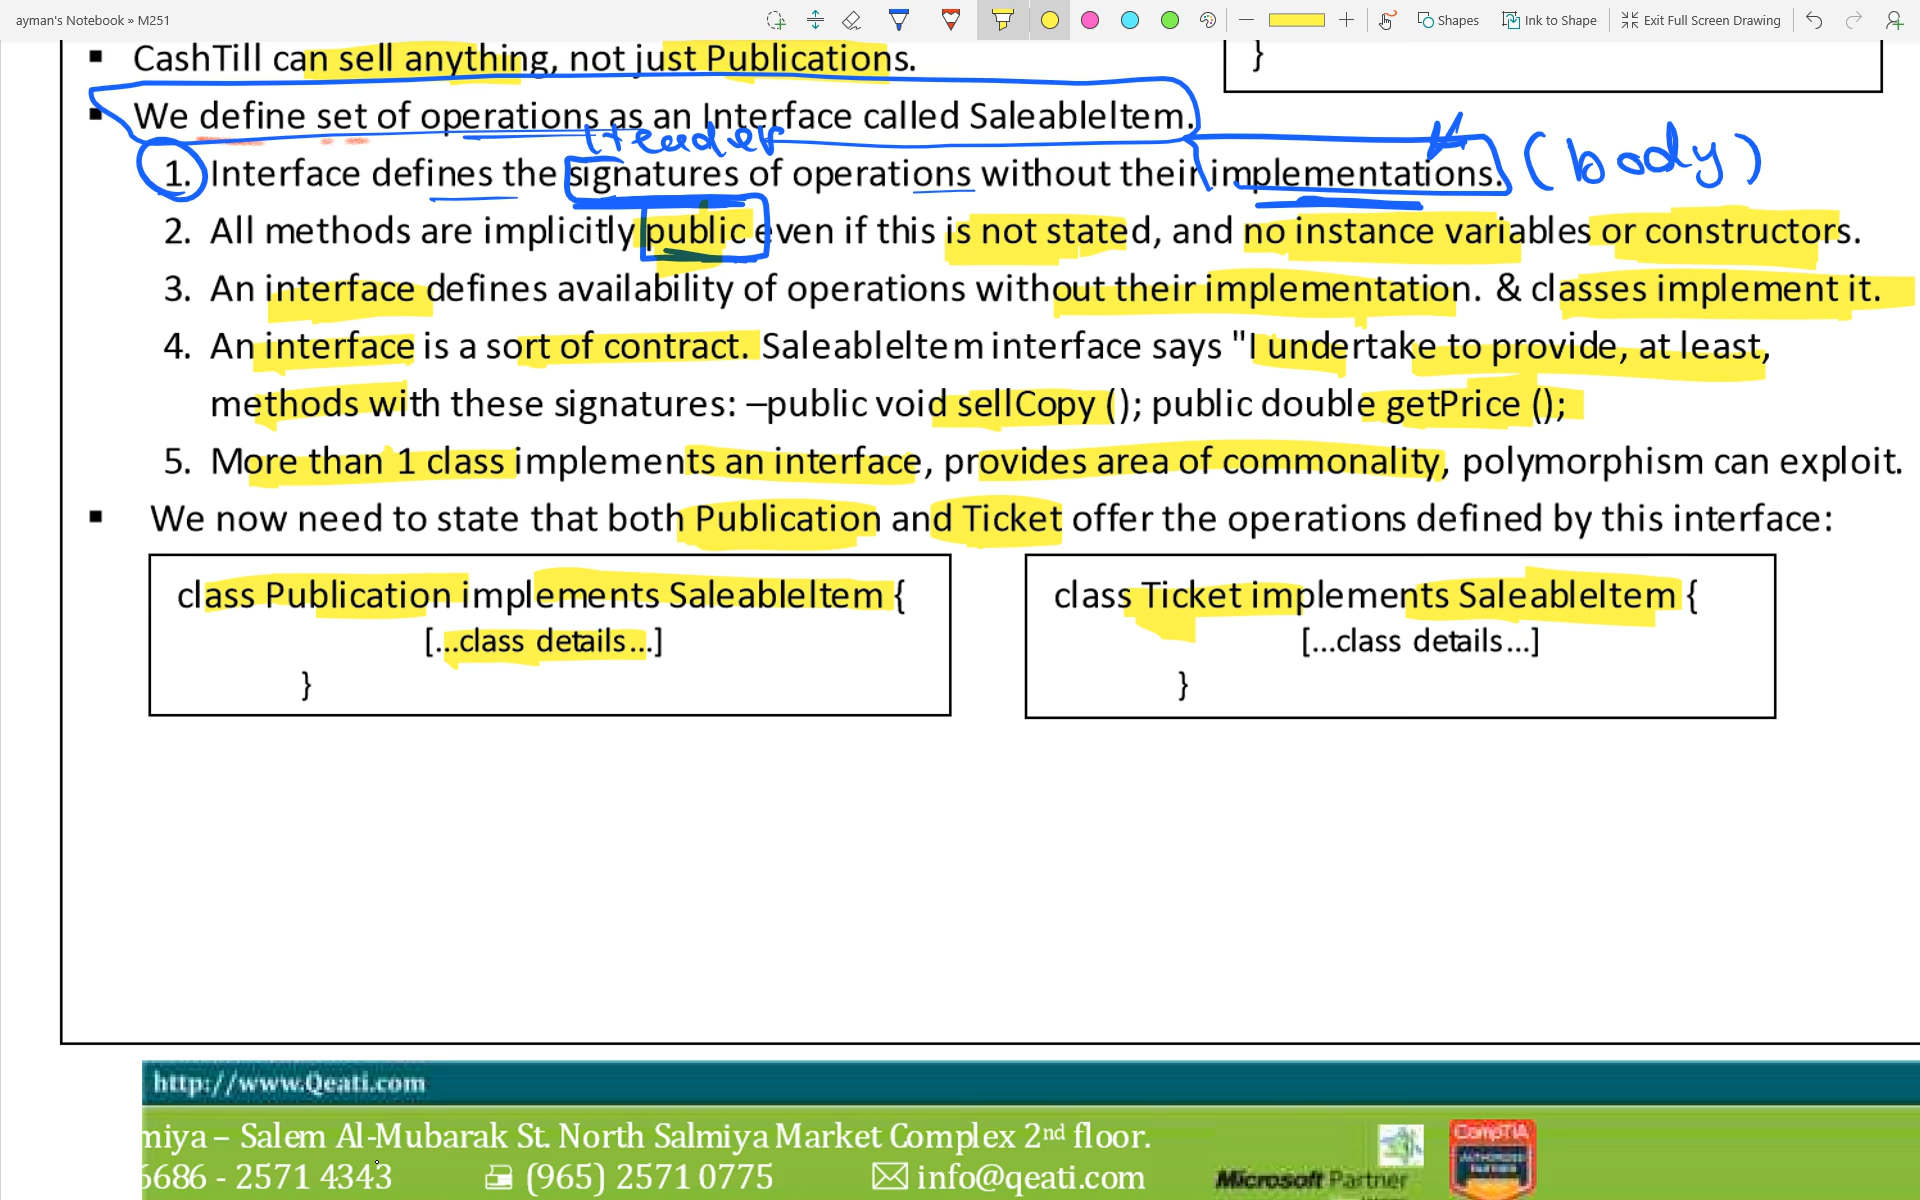 ayman's Notebook » M251
Shapes Ink to Shape Exit Full Screen Drawing
▪ CashTill can sell anything, not just Publications.
}
▪ We define set of operations as an Interface called SaleableItem.
Header
1. Interface defines the signatures of operations without their implementations. (body)
2. All methods are implicitly public even if this is not stated, and no instance variables or constructors.
3. An interface defines availability of operations without their implementation. & classes implement it.
4. An interface is a sort of contract. SaleableItem interface says "I undertake to provide, at least,
methods with these signatures: –public void sellCopy (); public double getPrice ();
5. More than 1 class implements an interface, provides area of commonality, polymorphism can exploit.
▪ We now need to state that both Publication and Ticket offer the operations defined by this interface:
class Publication implements SaleableItem {
[...class details...]
}
class Ticket implements SaleableItem {
[...class details...]
}
http://www.Qeati.com
miya – Salem Al-Mubarak St. North Salmiya Market Complex 2nd floor.
6686 - 2571 4343 (965) 2571 0775 info@qeati.com
Microsoft Partner
CompTIA
AUTHORIZED
PARTNER